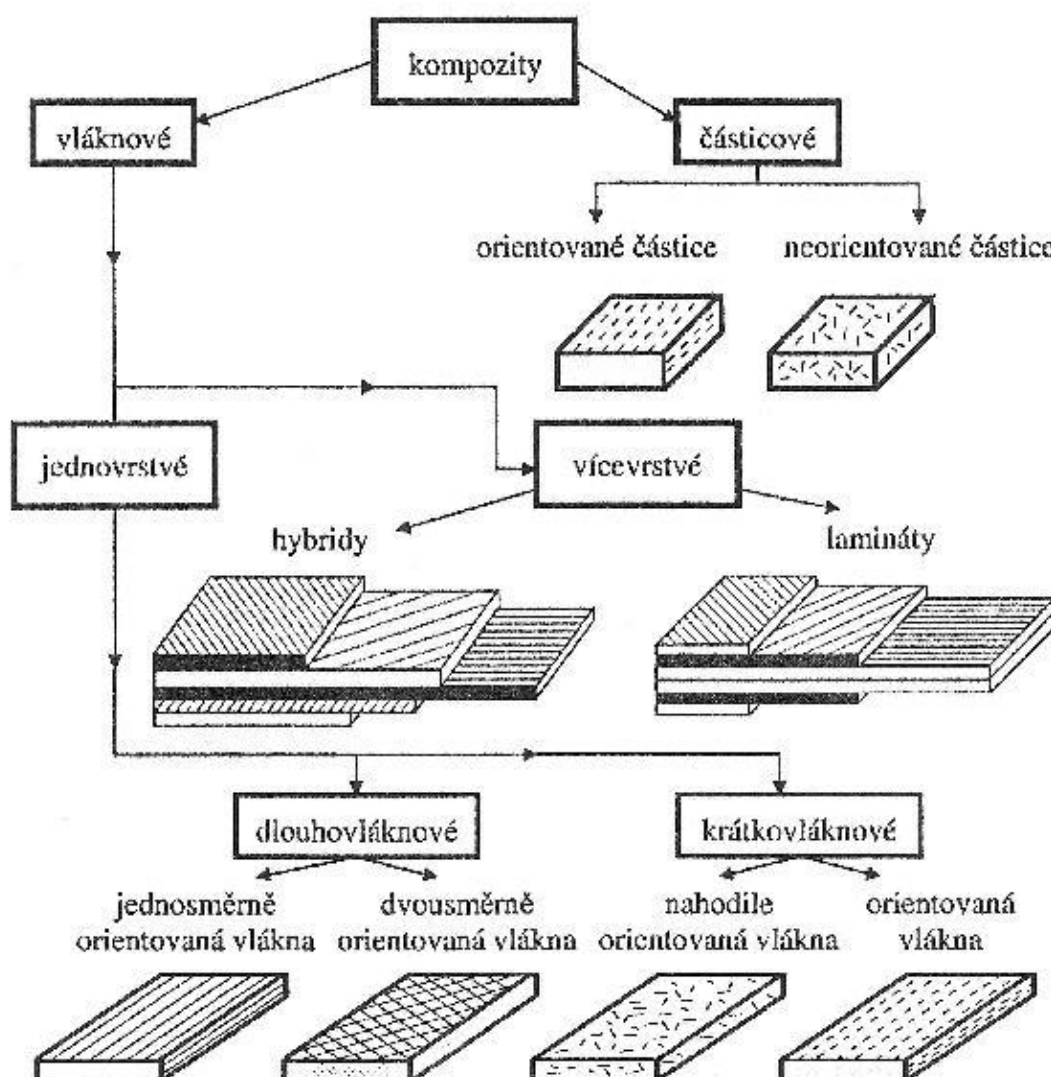 kompozity
vláknové
částicové
orientované částice
neorientované částice
jednovrstvé
vícevrstvé
hybridy
lamináty
dlouhovláknové
krátkovláknové
jednosměrně
orientovaná vlákna
dvousměrně
orientovaná vlákna
nahodile
orientovaná vlákna
orientovaná
vlákna